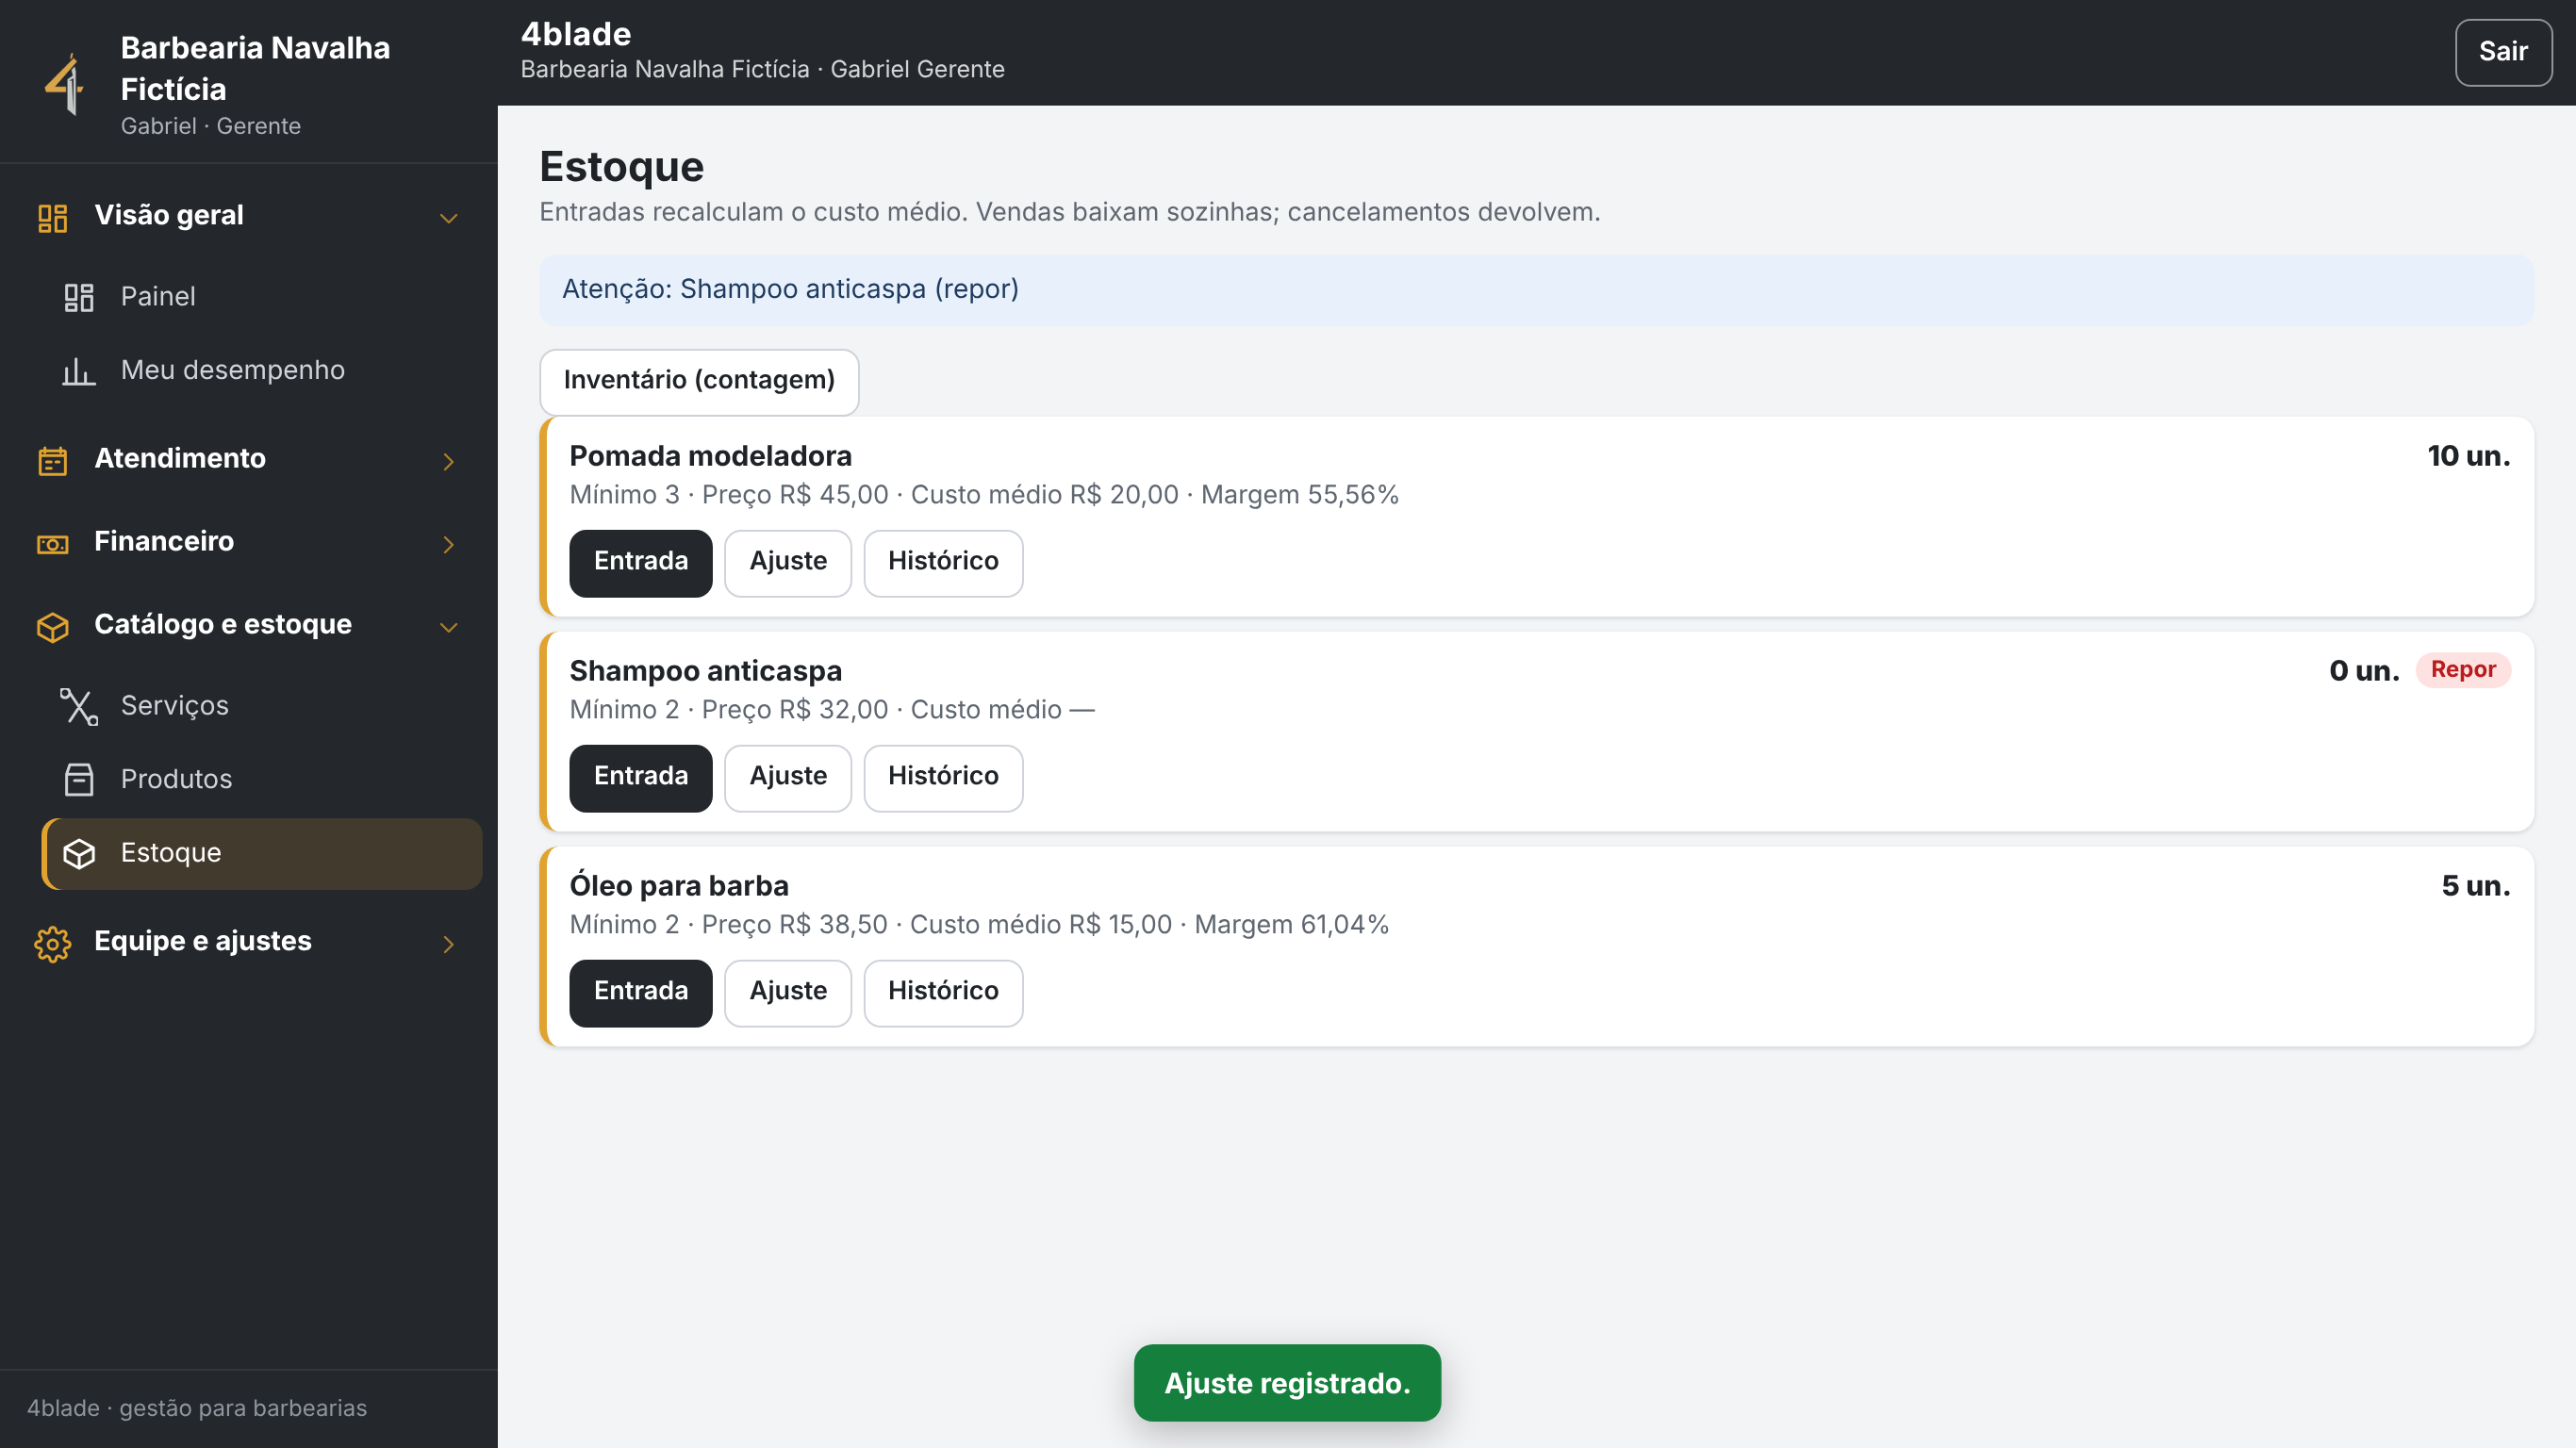 Barbearia Navalha
Fictícia
Gabriel · Gerente
Visão geral
Painel
Meu desempenho
Atendimento
Financeiro
Catálogo e estoque
Serviços
Produtos
Estoque
Equipe e ajustes
4blade · gestão para barbearias
4blade
Barbearia Navalha Fictícia · Gabriel Gerente
Sair
Estoque
Entradas recalculam o custo médio. Vendas baixam sozinhas; cancelamentos devolvem.
Atenção: Shampoo anticaspa (repor)
Inventário (contagem)
Pomada modeladora
10 un.
Mínimo 3 · Preço R$ 45,00 · Custo médio R$ 20,00 · Margem 55,56%
Entrada Ajuste Histórico
Shampoo anticaspa
0 un. Repor
Mínimo 2 · Preço R$ 32,00 · Custo médio —
Entrada Ajuste Histórico
Óleo para barba
5 un.
Mínimo 2 · Preço R$ 38,50 · Custo médio R$ 15,00 · Margem 61,04%
Entrada Ajuste Histórico
Ajuste registrado.